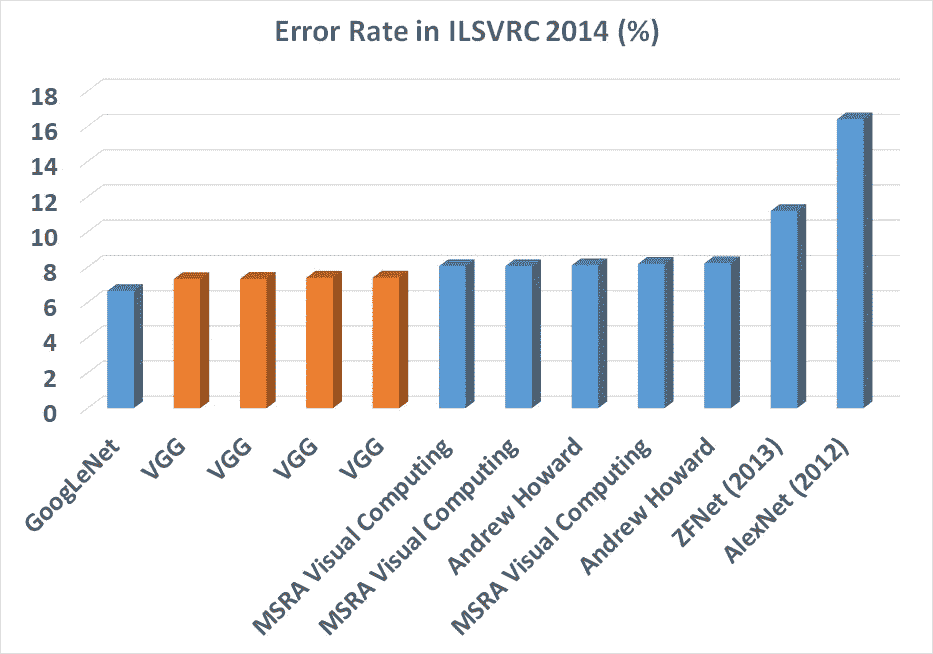 Error Rate in ILSVRC 2014 (%)
18
16
14
12
10
8
6
4
2
0
GoogLeNet
VGG
VGG
VGG
VGG
MSRA Visual Computing
MSRA Visual Computing
Andrew Howard
MSRA Visual Computing
Andrew Howard
ZFNet (2013)
AlexNet (2012)